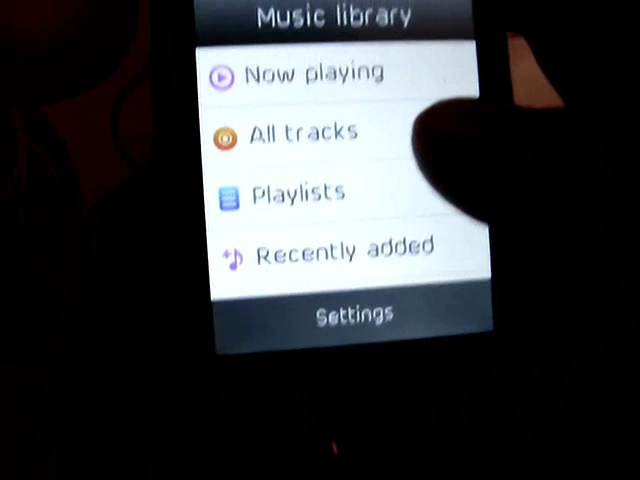 Music library
Now playing
All tracks
Playlists
Recently added
Settings